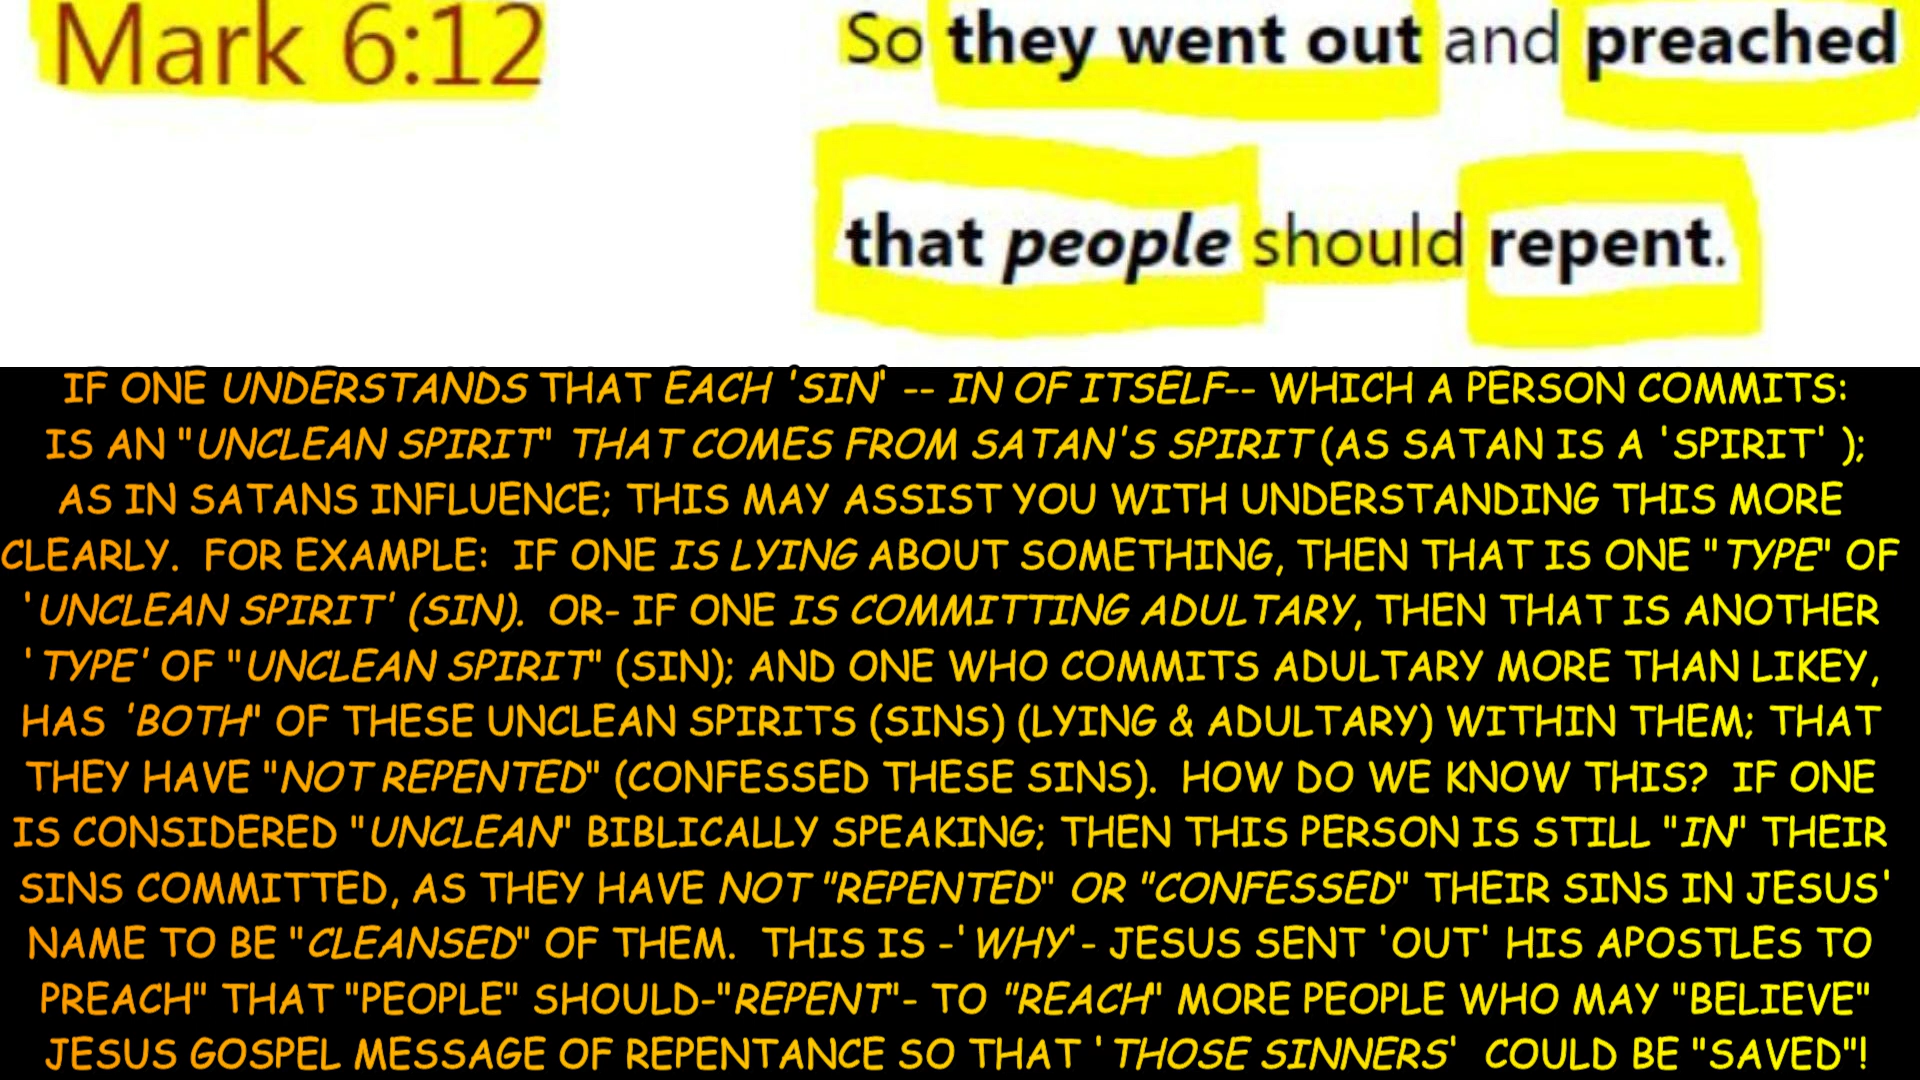 Mark 6:12
So they went out and preached
that people should repent.
IF ONE UNDERSTANDS THAT EACH 'SIN' -- IN OF ITSELF-- WHICH A PERSON COMMITS:
IS AN "UNCLEAN SPIRIT" THAT COMES FROM SATAN'S SPIRIT (AS SATAN IS A 'SPIRIT' );
AS IN SATANS INFLUENCE; THIS MAY ASSIST YOU WITH UNDERSTANDING THIS MORE
CLEARLY.  FOR EXAMPLE:  IF ONE IS LYING ABOUT SOMETHING, THEN THAT IS ONE "TYPE" OF
'UNCLEAN SPIRIT' (SIN).  OR- IF ONE IS COMMITTING ADULTARY, THEN THAT IS ANOTHER
'TYPE' OF "UNCLEAN SPIRIT" (SIN); AND ONE WHO COMMITS ADULTARY MORE THAN LIKEY,
HAS 'BOTH" OF THESE UNCLEAN SPIRITS (SINS) (LYING & ADULTARY) WITHIN THEM; THAT
THEY HAVE "NOT REPENTED" (CONFESSED THESE SINS).  HOW DO WE KNOW THIS?  IF ONE
IS CONSIDERED "UNCLEAN" BIBLICALLY SPEAKING; THEN THIS PERSON IS STILL "IN" THEIR
SINS COMMITTED, AS THEY HAVE NOT "REPENTED" OR "CONFESSED" THEIR SINS IN JESUS'
NAME TO BE "CLEANSED" OF THEM.  THIS IS -'WHY'- JESUS SENT 'OUT' HIS APOSTLES TO
PREACH" THAT "PEOPLE" SHOULD-"REPENT"- TO "REACH" MORE PEOPLE WHO MAY "BELIEVE"
JESUS GOSPEL MESSAGE OF REPENTANCE SO THAT 'THOSE SINNERS'  COULD BE "SAVED"!